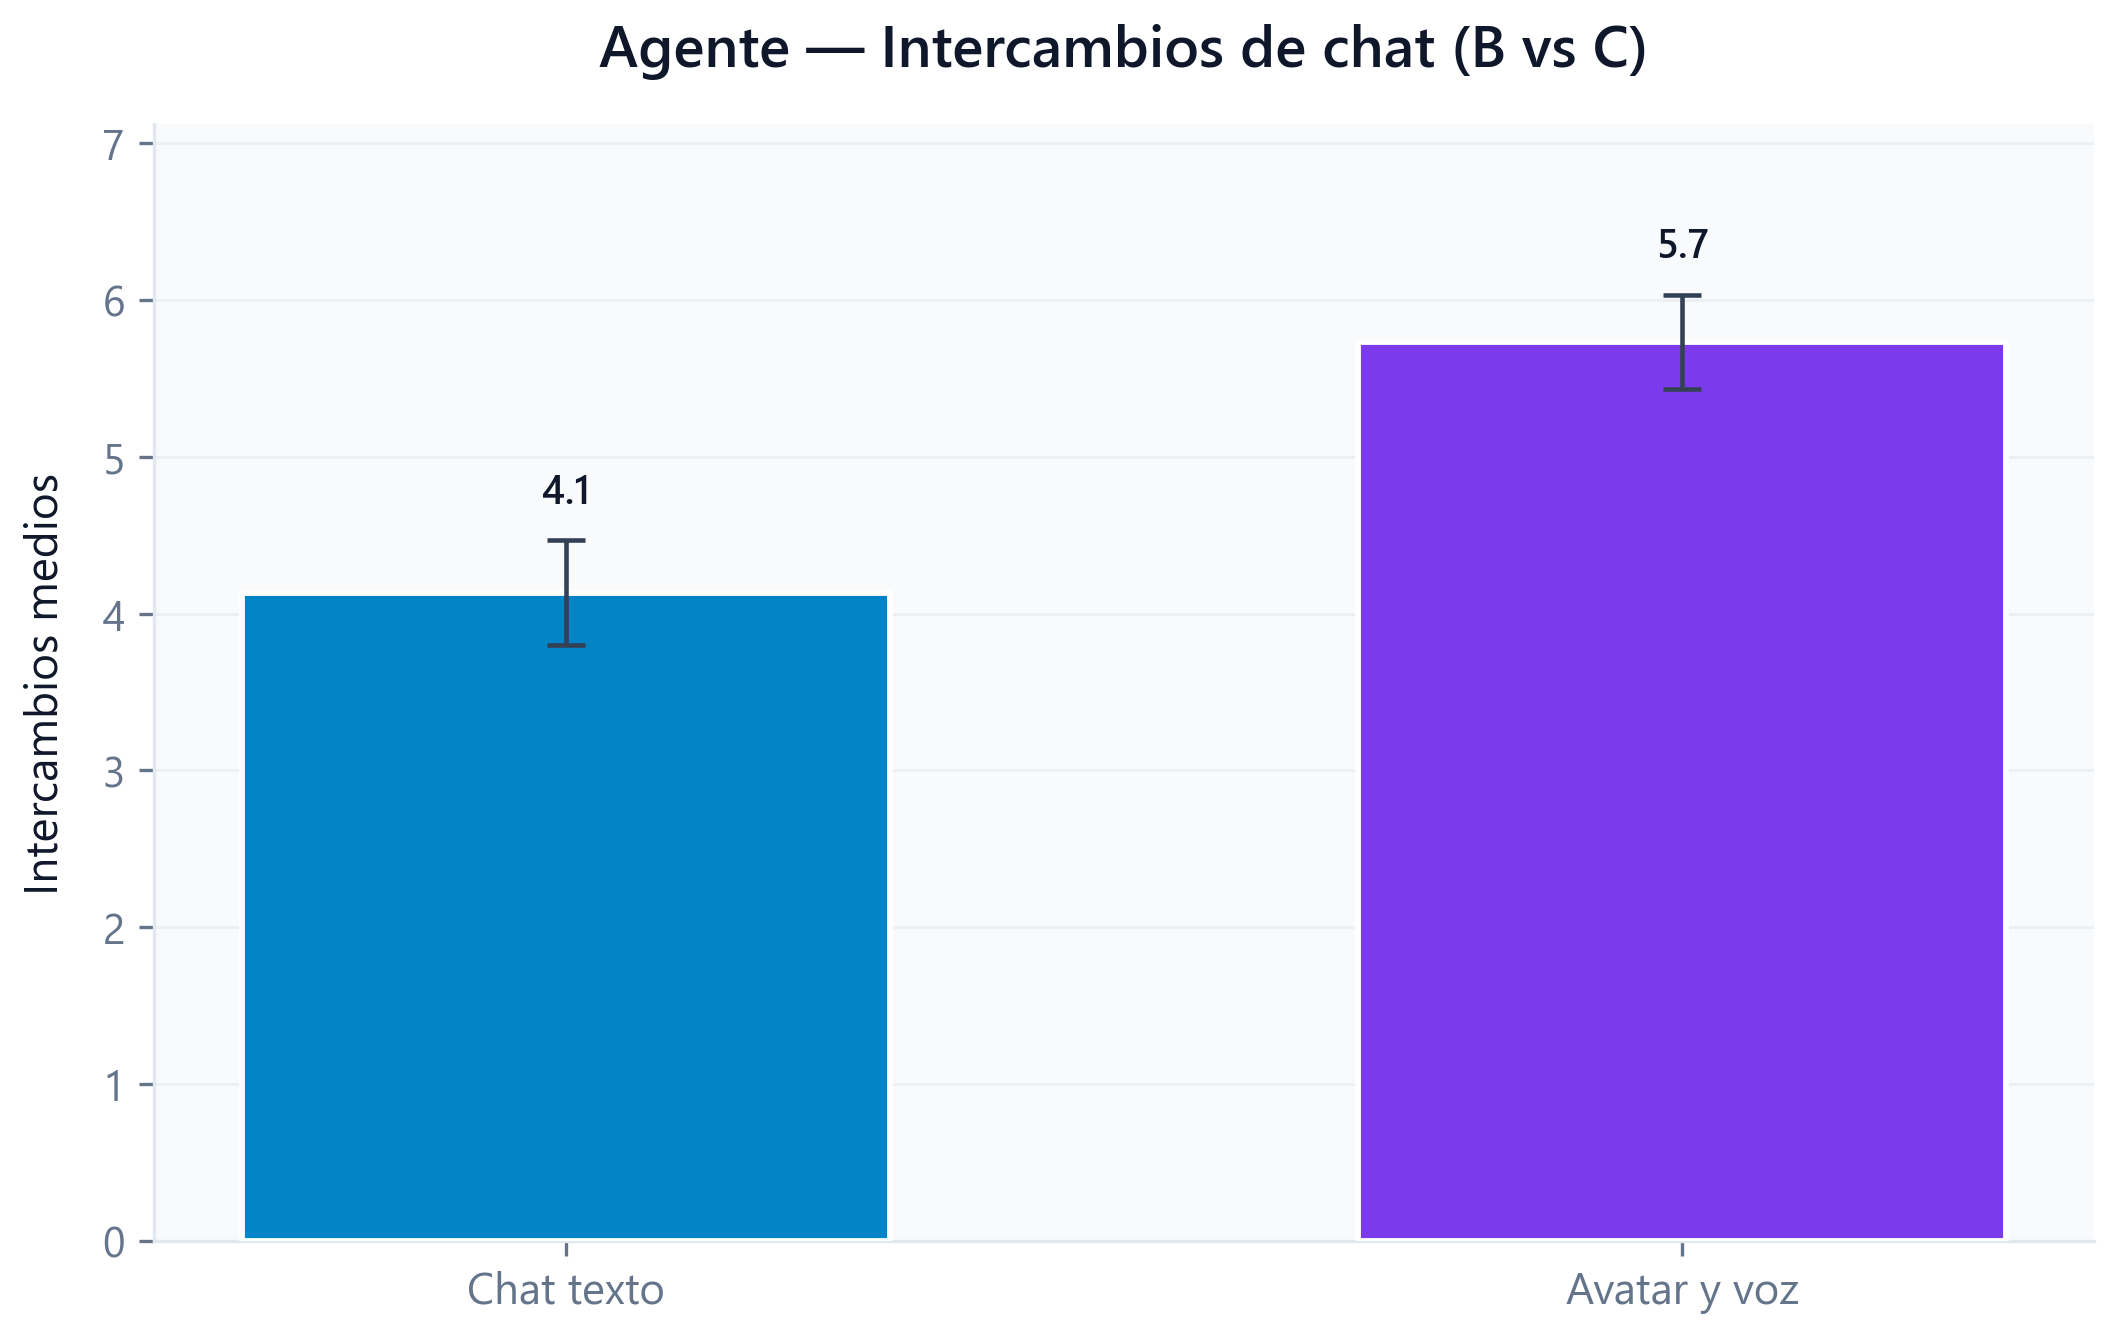 Agente — Intercambios de chat (B vs C)
Intercambios medios
7
6
5
4
3
2
1
0
4.1
5.7
Chat texto
Avatar y voz